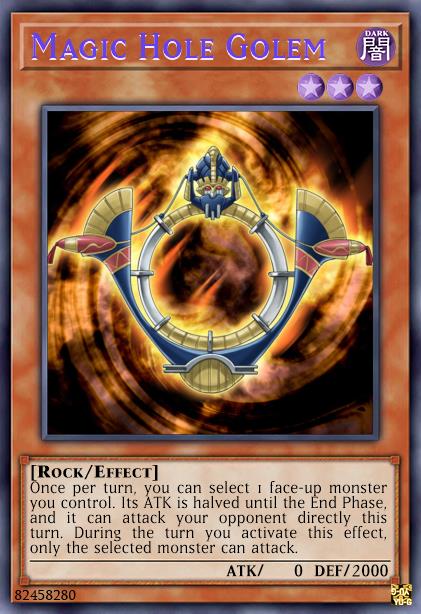 Magic Hole Golem
DARK
闇
[Rock/Effect]
Once per turn, you can select 1 face-up monster
you control. Its ATK is halved until the End Phase,
and it can attack your opponent directly this
turn. During the turn you activate this effect,
only the selected monster can attack.
ATK/ 0 DEF/2000
82458280